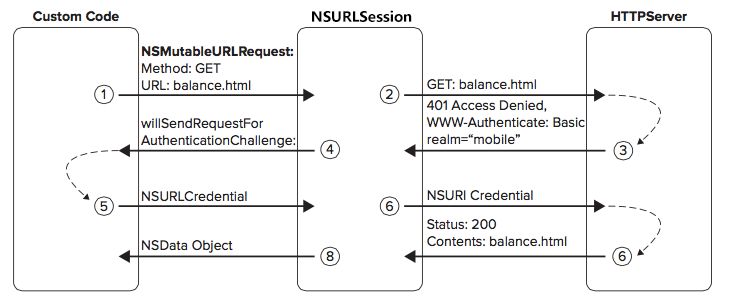 Custom Code
NSURLSession
HTTPServer
NSMutableURLRequest:
Method: GET
URL: balance.html
1
2
GET: balance.html
401 Access Denied,
WWW-Authenticate: Basic
realm="mobile"
3
willSendRequestFor
AuthenticationChallenge:
4
5
NSURLCredential
6
NSURl Credential
Status: 200
Contents: balance.html
6
NSData Object
8